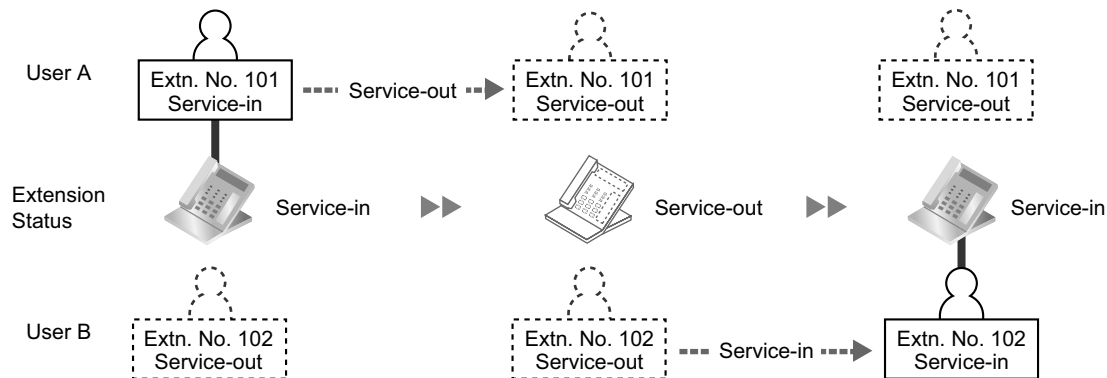 User A
Extn. No. 101
Service-in
Service-out
Extn. No. 101
Service-out
Extn. No. 101
Service-out
Extension
Status
Service-in
Service-out
Service-in
User B
Extn. No. 102
Service-out
Extn. No. 102
Service-out
Service-in
Extn. No. 102
Service-in